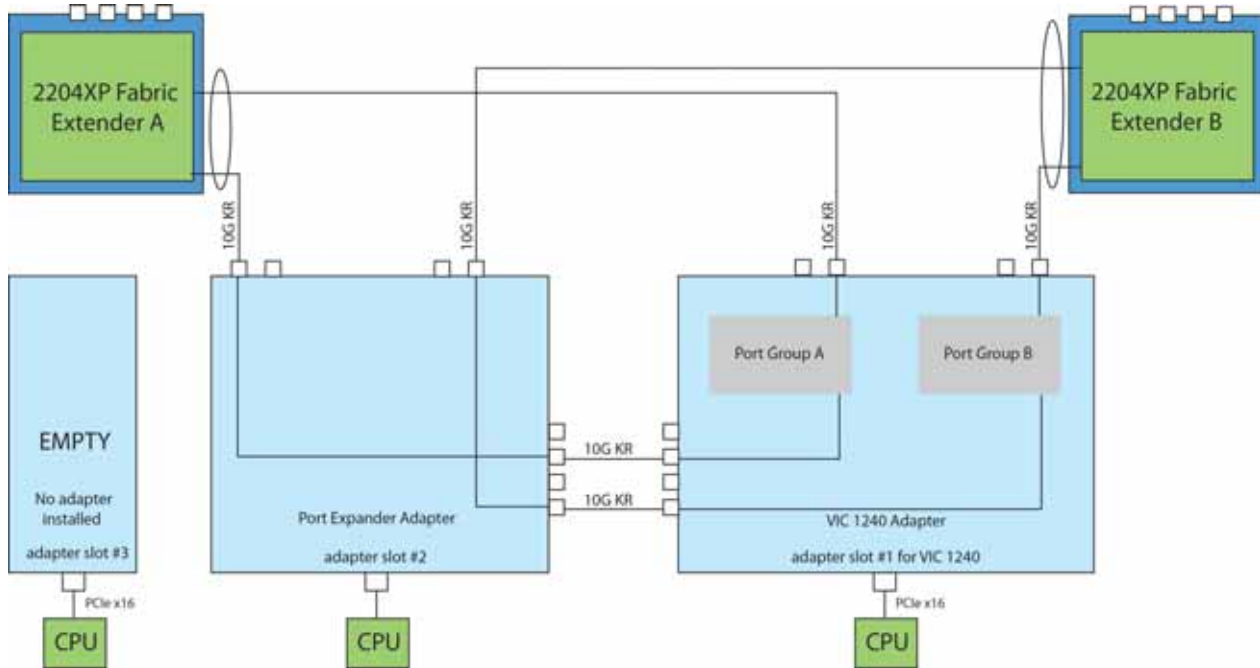 2204XP Fabric
Extender A
2204XP Fabric
Extender B
10G KR
10G KR
10G KR
10G KR
Port Group A
Port Group B
EMPTY
No adapter
installed
adapter slot #3
10G KR
10G KR
Port Expander Adapter
adapter slot #2
VIC 1240 Adapter
adapter slot #1 for VIC 1240
PCIe x16
PCIe x16
CPU
CPU
CPU